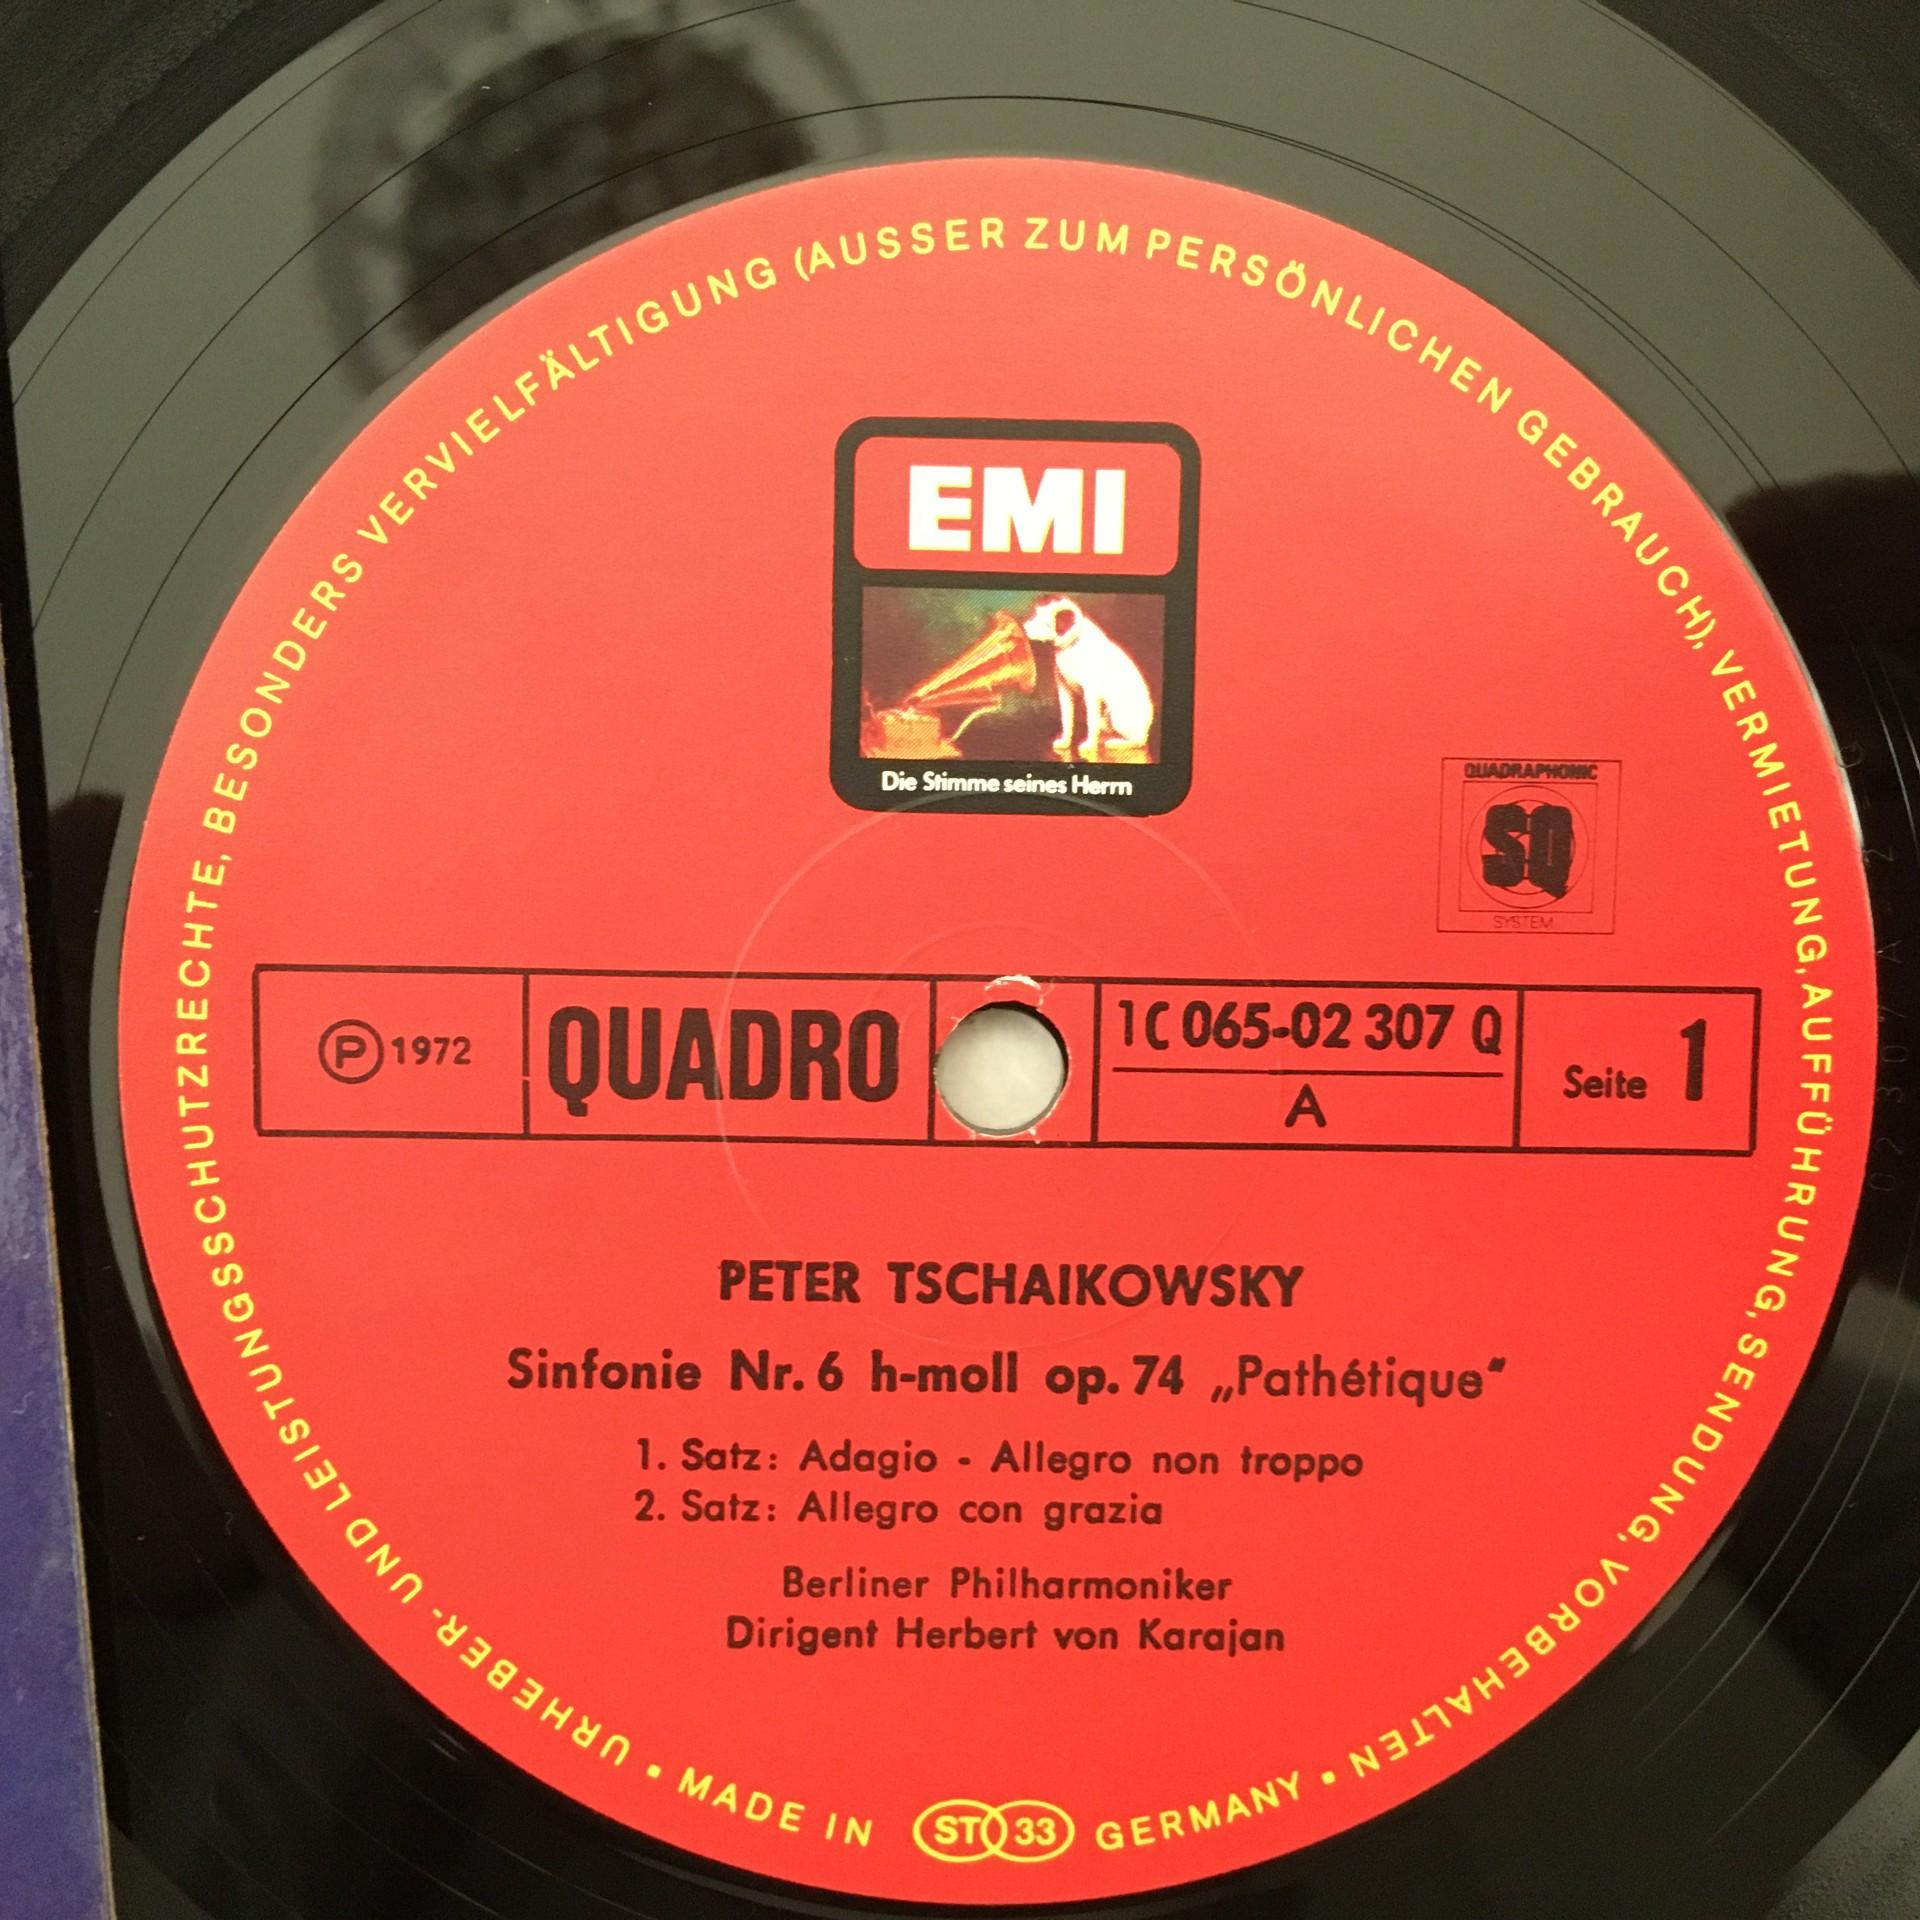 URHEBER- UND LEISTUNGSSCHUTZRECHTE, BESONDERS VERVIELFÄLTIGUNG (AUSSER ZUM PERSÖNLICHEN GEBRAUCH), VERMIETUNG, AUFFÜHRUNG, SENDUNG, VORBEHALTEN •
EMI
Die Stimme seines Herrn
QUADRAPHONIC
SQ
SYSTEM
Ⓟ 1972
QUADRO
1C 065-02 307 Q
A
Seite 1
PETER TSCHAIKOWSKY
Sinfonie Nr. 6 h-moll op. 74 „Pathétique“
1. Satz: Adagio - Allegro non troppo
2. Satz: Allegro con grazia
Berliner Philharmoniker
Dirigent Herbert von Karajan
• MADE IN ST 33 GERMANY